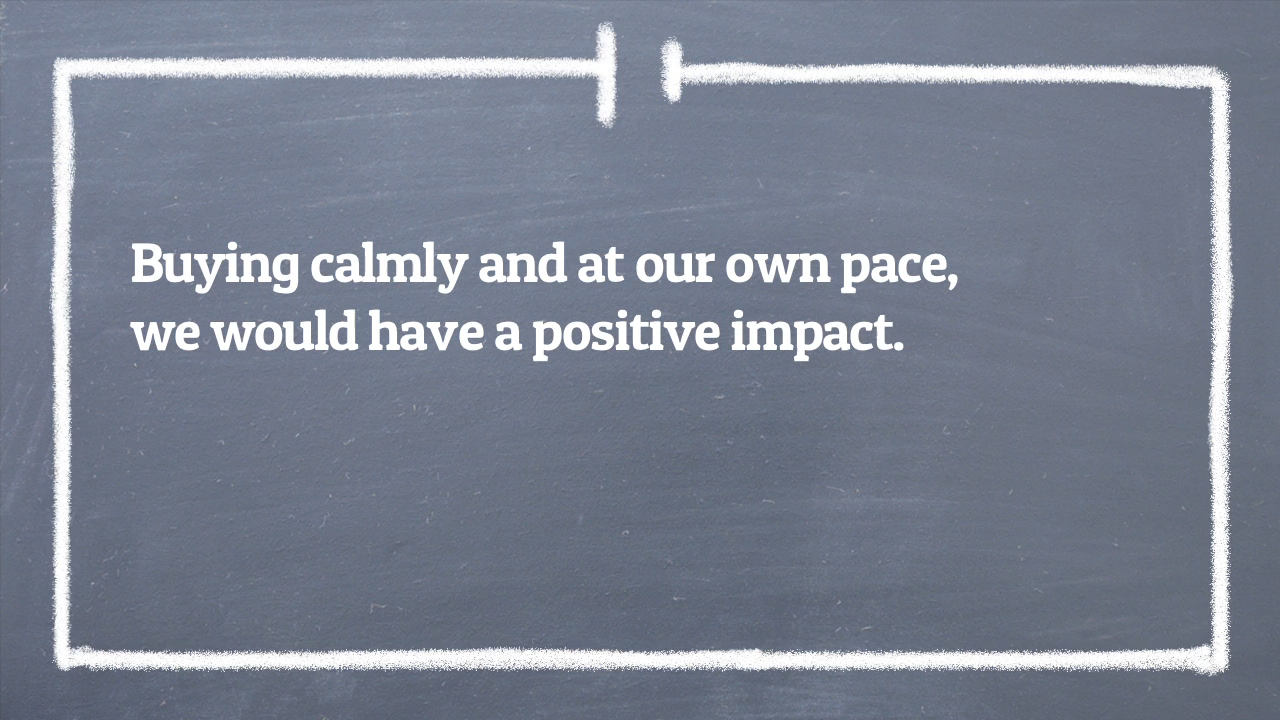 Buying calmly and at our own pace,
we would have a positive impact.